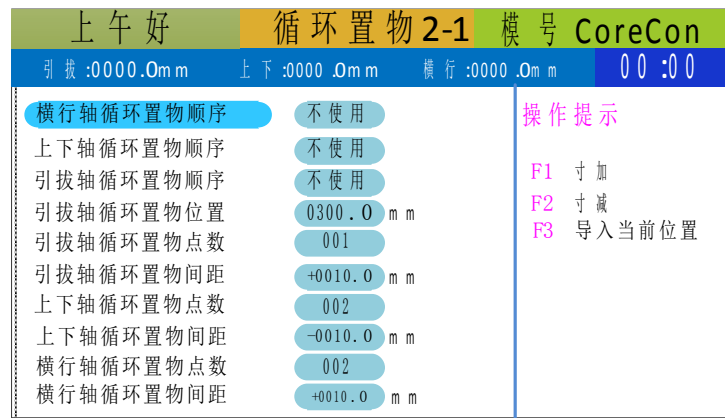 上午好 循环置物2-1 模号 CoreCon
引拔:0000.0mm 上下:0000.0mm 横行:0000.0mm 00:00
横行轴循环置物顺序 不使用
上下轴循环置物顺序 不使用
引拔轴循环置物顺序 不使用
引拔轴循环置物位置 0300.0 mm
引拔轴循环置物点数 001
引拔轴循环置物间距 +0010.0 mm
上下轴循环置物点数 002
上下轴循环置物间距 -0010.0 mm
横行轴循环置物点数 002
横行轴循环置物间距 +0010.0 mm
操作提示
F1 寸加
F2 寸减
F3 导入当前位置